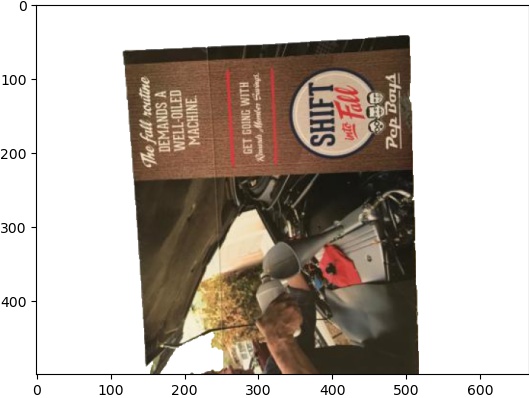 The fall routine
DEMANDS A
WELL-OILED
MACHINE.
GET GOING WITH
Rewards Member Savings.
SHIFT
into Fall
Pep Boys
0
100
200
300
400
0
100
200
300
400
500
600